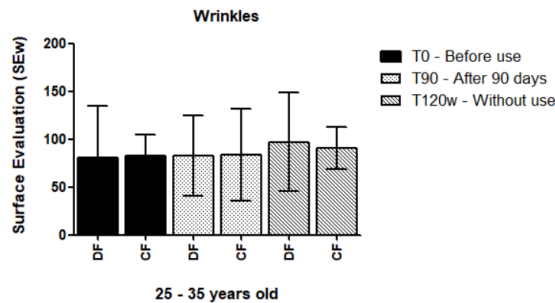 Wrinkles
Surface Evaluation (SEw)
200
150
100
50
0
DF
CF
DF
CF
DF
CF
25 - 35 years old
T0 - Before use
T90 - After 90 days
T120w - Without use